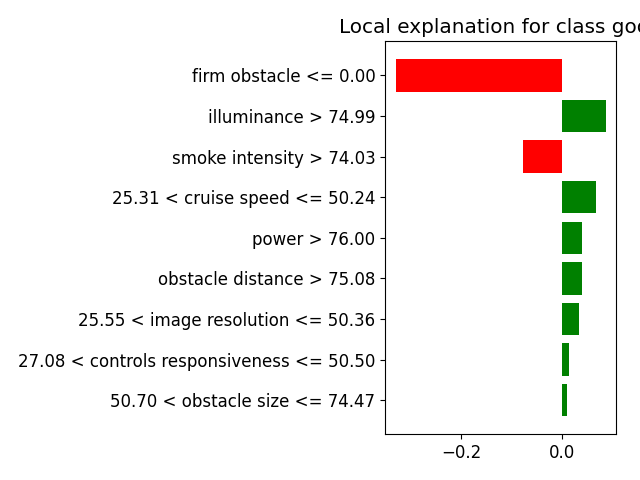 Local explanation for class goo
firm obstacle <= 0.00
illuminance > 74.99
smoke intensity > 74.03
25.31 < cruise speed <= 50.24
power > 76.00
obstacle distance > 75.08
25.55 < image resolution <= 50.36
27.08 < controls responsiveness <= 50.50
50.70 < obstacle size <= 74.47
−0.2 0.0